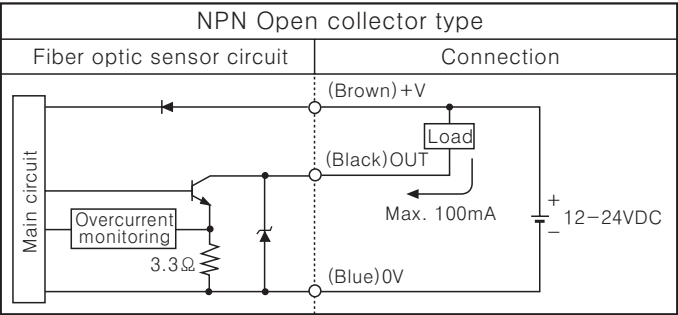 NPN Open collector type
Fiber optic sensor circuit
Connection
(Brown)+V
Load
(Black)OUT
Main circuit
Max. 100mA
+
12−24VDC
−
Overcurrent
monitoring
3.3Ω
(Blue)0V